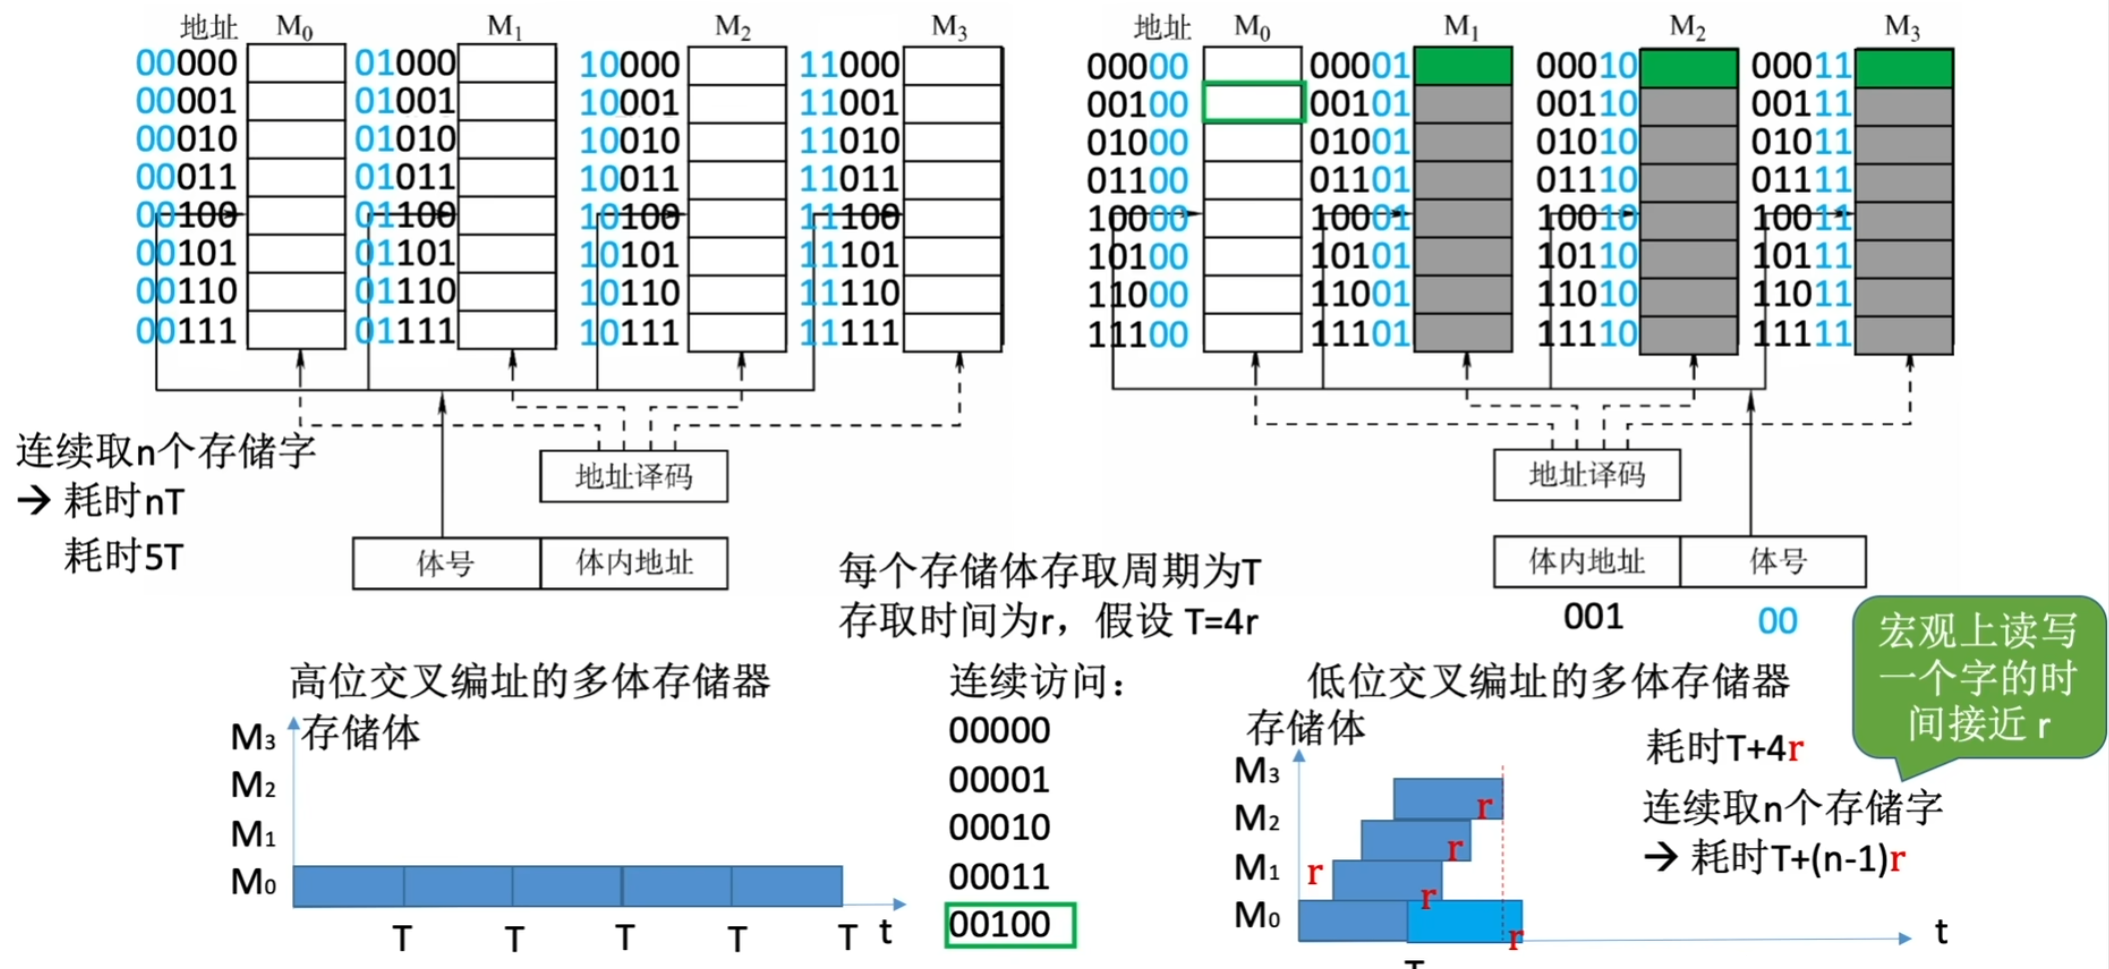 地址 M₀ M₁ M₂ M₃
00000 01000 10000 11000
00001 01001 10001 11001
00010 01010 10010 11010
00011 01011 10011 11011
00100 01100 10100 11100
00101 01101 10101 11101
00110 01110 10110 11110
00111 01111 10111 11111
连续取n个存储字
→ 耗时nT
耗时5T
地址译码
体号 体内地址
地址 M₀ M₁ M₂ M₃
00000 00001 00010 00011
00100 00101 00110 00111
01000 01001 01010 01011
01100 01101 01110 01111
10000 10001 10010 10011
10100 10101 10110 10111
11000 11001 11010 11011
11100 11101 11110 11111
地址译码
体内地址 体号
001 00
每个存储体存取周期为T
存取时间为r，假设 T=4r
宏观上读写
一个字的时
间接近 r
高位交叉编址的多体存储器
存储体
M₃
M₂
M₁
M₀
T T T T T t
连续访问：
00000
00001
00010
00011
00100
低位交叉编址的多体存储器
存储体
M₃ r
M₂ r
M₁ r r
M₀ r
t
T
耗时T+4r
连续取n个存储字
→ 耗时T+(n-1)r